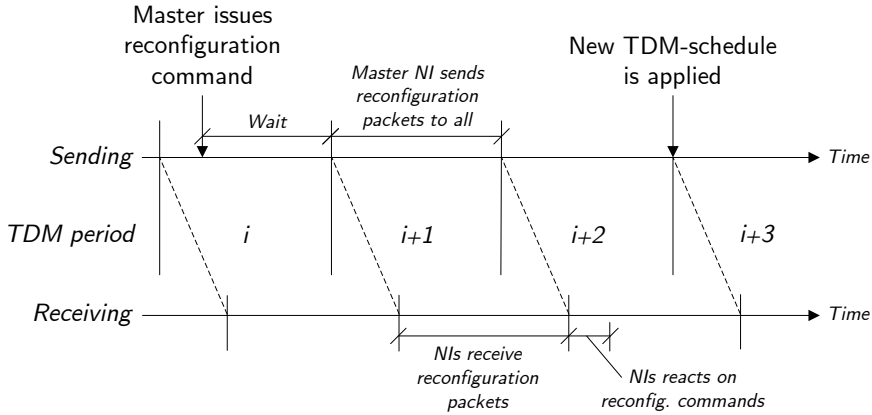 Master issues
reconfiguration
command
New TDM-schedule
is applied
Master NI sends
reconfiguration
packets to all
Wait
Sending
Time
TDM period
i
i+1
i+2
i+3
Receiving
Time
NIs receive
reconfiguration
packets
NIs reacts on
reconfig. commands